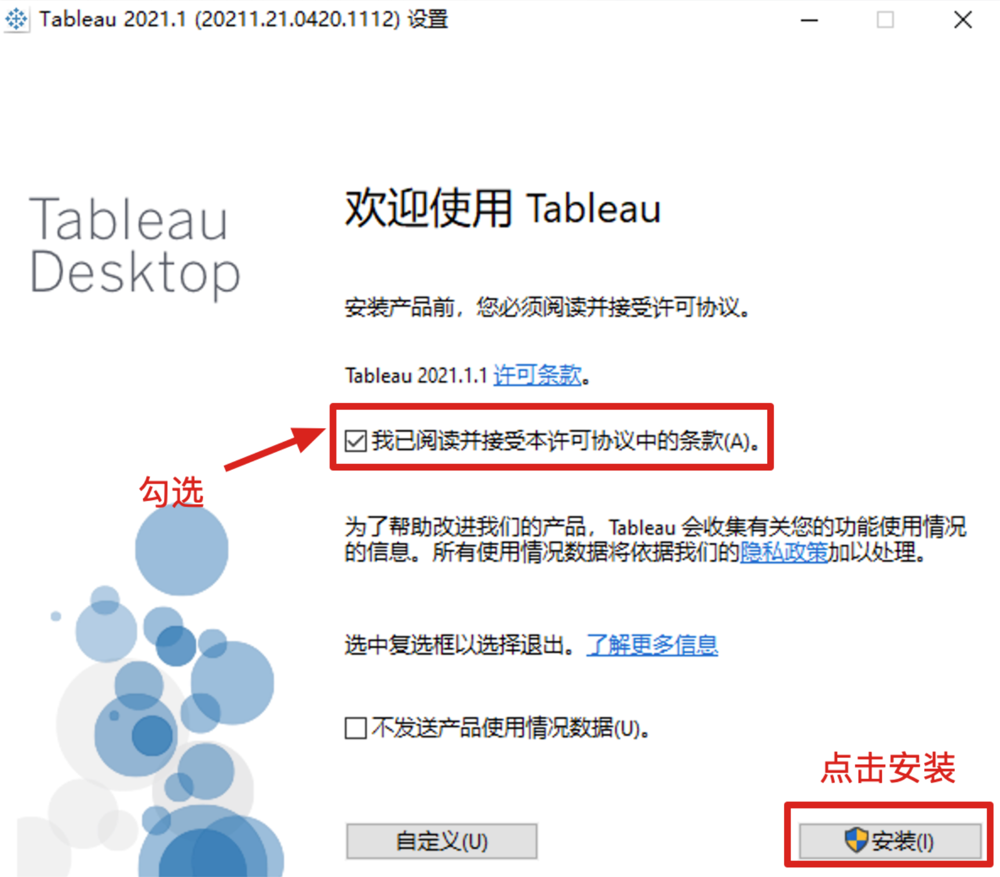 Tableau 2021.1 (20211.21.0420.1112) 设置
Tableau
Desktop
欢迎使用 Tableau
安装产品前，您必须阅读并接受许可协议。
Tableau 2021.1.1 许可条款。
我已阅读并接受本许可协议中的条款(A)。
勾选
为了帮助改进我们的产品，Tableau 会收集有关您的功能使用情况
的信息。所有使用情况数据将依据我们的隐私政策加以处理。
选中复选框以选择退出。了解更多信息
不发送产品使用情况数据(U)。
点击安装
自定义(U)
安装(I)